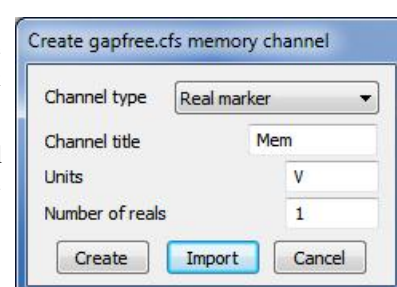 Create gapfree.cfs memory channel
Channel type Real marker
Channel title Mem
Units V
Number of reals 1
Create Import Cancel